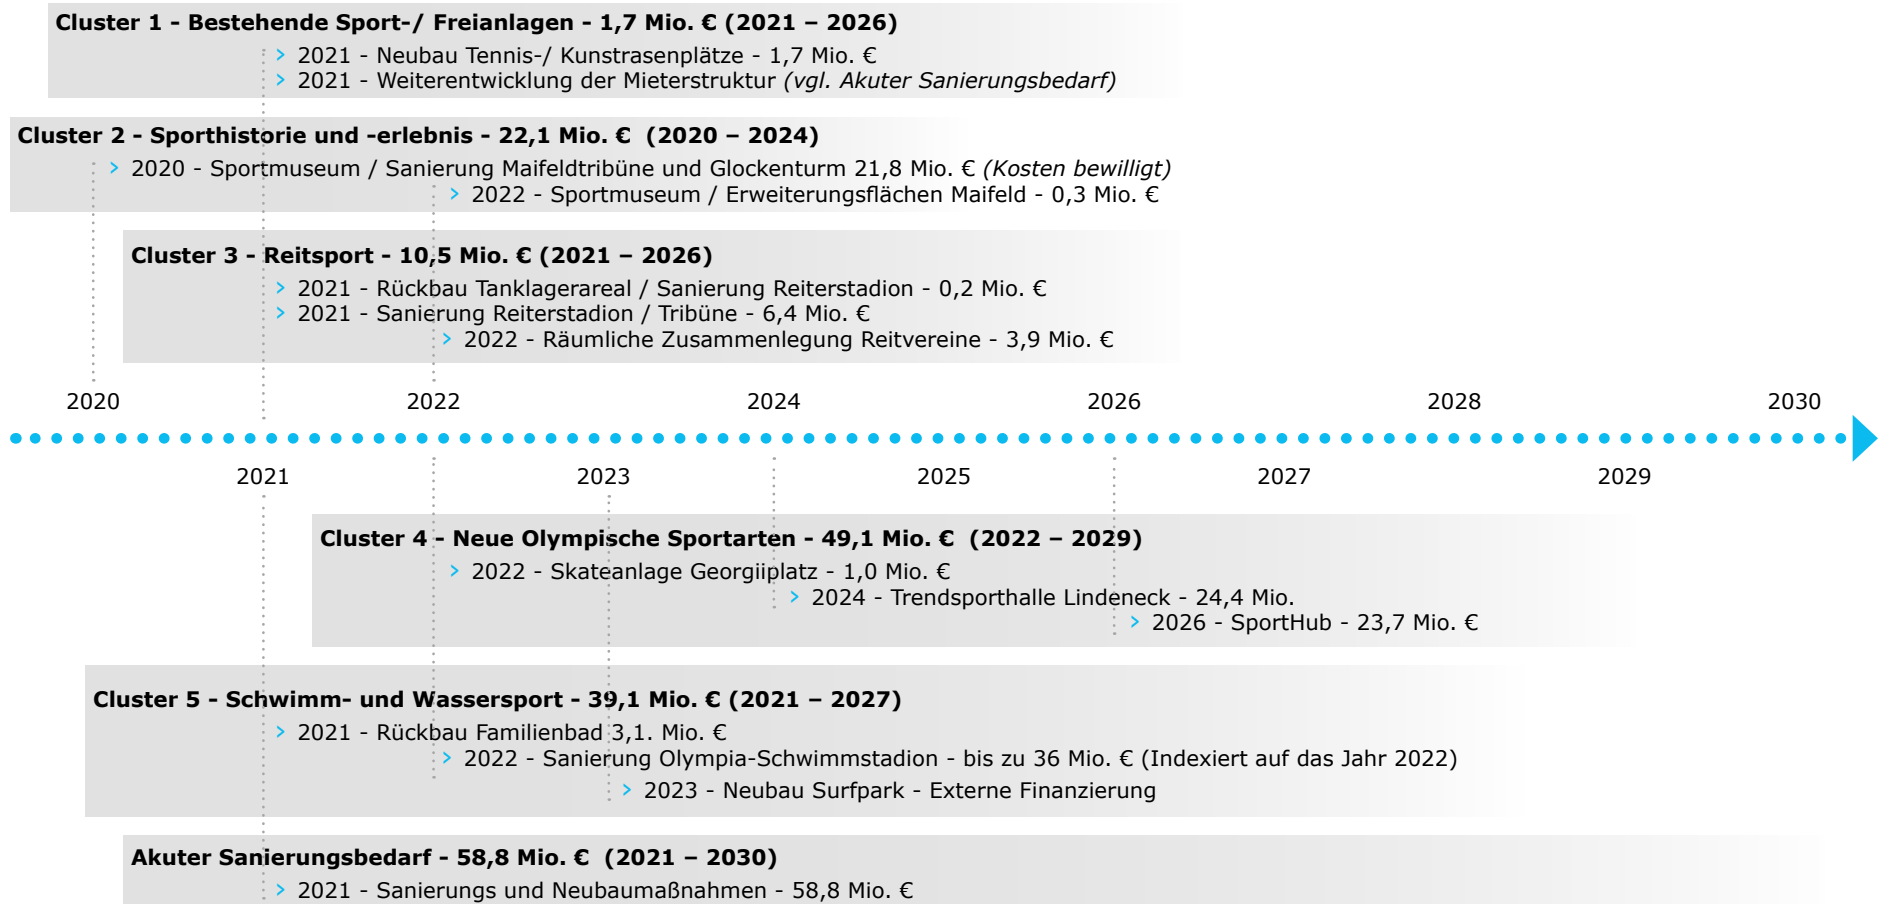 Cluster 1 - Bestehende Sport-/ Freianlagen - 1,7 Mio. € (2021 – 2026)
› 2021 - Neubau Tennis-/ Kunstrasenplätze - 1,7 Mio. €
› 2021 - Weiterentwicklung der Mieterstruktur (vgl. Akuter Sanierungsbedarf)
Cluster 2 - Sporthistorie und -erlebnis - 22,1 Mio. € (2020 – 2024)
› 2020 - Sportmuseum / Sanierung Maifeldtribüne und Glockenturm 21,8 Mio. € (Kosten bewilligt)
› 2022 - Sportmuseum / Erweiterungsflächen Maifeld - 0,3 Mio. €
Cluster 3 - Reitsport - 10,5 Mio. € (2021 – 2026)
› 2021 - Rückbau Tanklagerareal / Sanierung Reiterstadion - 0,2 Mio. €
› 2021 - Sanierung Reiterstadion / Tribüne - 6,4 Mio. €
› 2022 - Räumliche Zusammenlegung Reitvereine - 3,9 Mio. €
2020 2022 2024 2026 2028 2030
2021 2023 2025 2027 2029
Cluster 4 - Neue Olympische Sportarten - 49,1 Mio. € (2022 – 2029)
› 2022 - Skateanlage Georgiiplatz - 1,0 Mio. €
› 2024 - Trendsporthalle Lindeneck - 24,4 Mio.
› 2026 - SportHub - 23,7 Mio. €
Cluster 5 - Schwimm- und Wassersport - 39,1 Mio. € (2021 – 2027)
› 2021 - Rückbau Familienbad 3,1. Mio. €
› 2022 - Sanierung Olympia-Schwimmstadion - bis zu 36 Mio. € (Indexiert auf das Jahr 2022)
› 2023 - Neubau Surfpark - Externe Finanzierung
Akuter Sanierungsbedarf - 58,8 Mio. € (2021 – 2030)
› 2021 - Sanierungs und Neubaumaßnahmen - 58,8 Mio. €